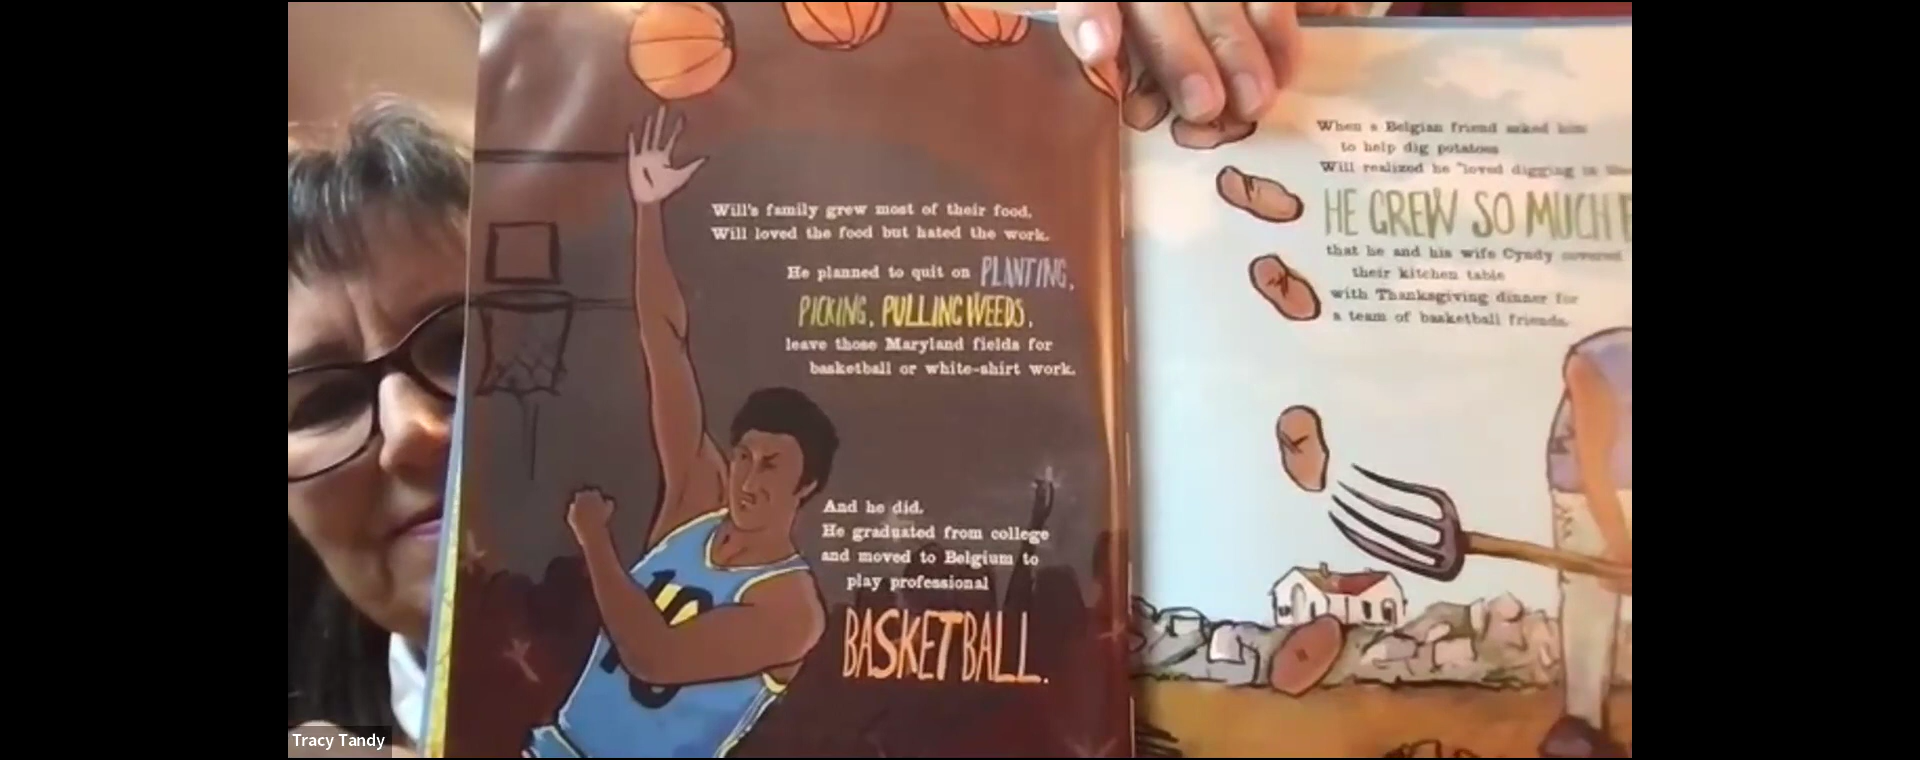 Will's family grew most of their food.
Will loved the food but hated the work.
He planned to quit on PLANTING,
PICKING, PULLING WEEDS,
leave those Maryland fields for
basketball or white-shirt work.
And he did.
He graduated from college
and moved to Belgium to
play professional
BASKETBALL.
10
When a Belgian friend asked him
to help dig potatoes
Will realized he "loved digging in
HE GREW SO MUCH
that he and his wife Cyndy covered
their kitchen table
with Thanksgiving dinner for
a team of basketball friends.
Tracy Tandy